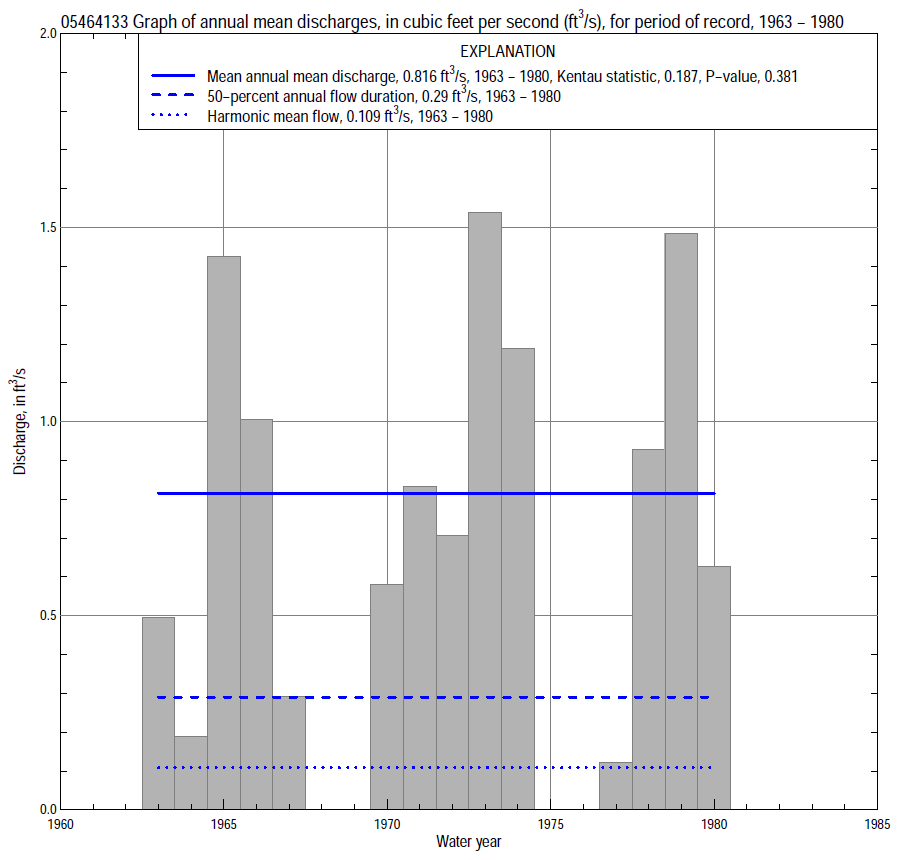 05464133 Graph of annual mean discharges, in cubic feet per second (ft³/s), for period of record, 1963 – 1980
EXPLANATION
Mean annual mean discharge, 0.816 ft³/s, 1963 – 1980, Kentau statistic, 0.187, P–value, 0.381
50–percent annual flow duration, 0.29 ft³/s, 1963 – 1980
Harmonic mean flow, 0.109 ft³/s, 1963 – 1980
2.0
1.5
1.0
0.5
0.0
Discharge, in ft³/s
1960 1965 1970 1975 1980 1985
Water year